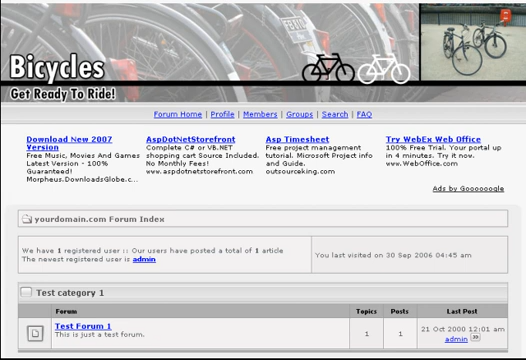 Bicycles
Get Ready To Ride!
Forum Home | Profile | Members | Groups | Search | FAQ
Download New 2007 Version
Free Music, Movies And Games
Latest Version - 100%
Guaranteed!
Morpheus.DownloadsGlobe.c...
AspDotNetStorefront
Complete C# or VB.NET
shopping cart Source Included.
No Monthly Fees!
www.aspdotnetstorefront.com
Asp Timesheet
Free project management
tutorial. Microsoft Project info
and Guide.
outsourceking.com
Try WebEx Web Office
100% Free Trial. Your portal up
in 4 minutes. Try it now.
www.WebOffice.com
Ads by Goooooogle
yourdomain.com Forum Index
We have 1 registered user :: Our users have posted a total of 1 article
The newest registered user is admin
You last visited on 30 Sep 2006 04:45 am
Test category 1
Forum Topics Posts Last Post
Test Forum 1
This is just a test forum.
1 1
21 Oct 2000 12:01 am
admin